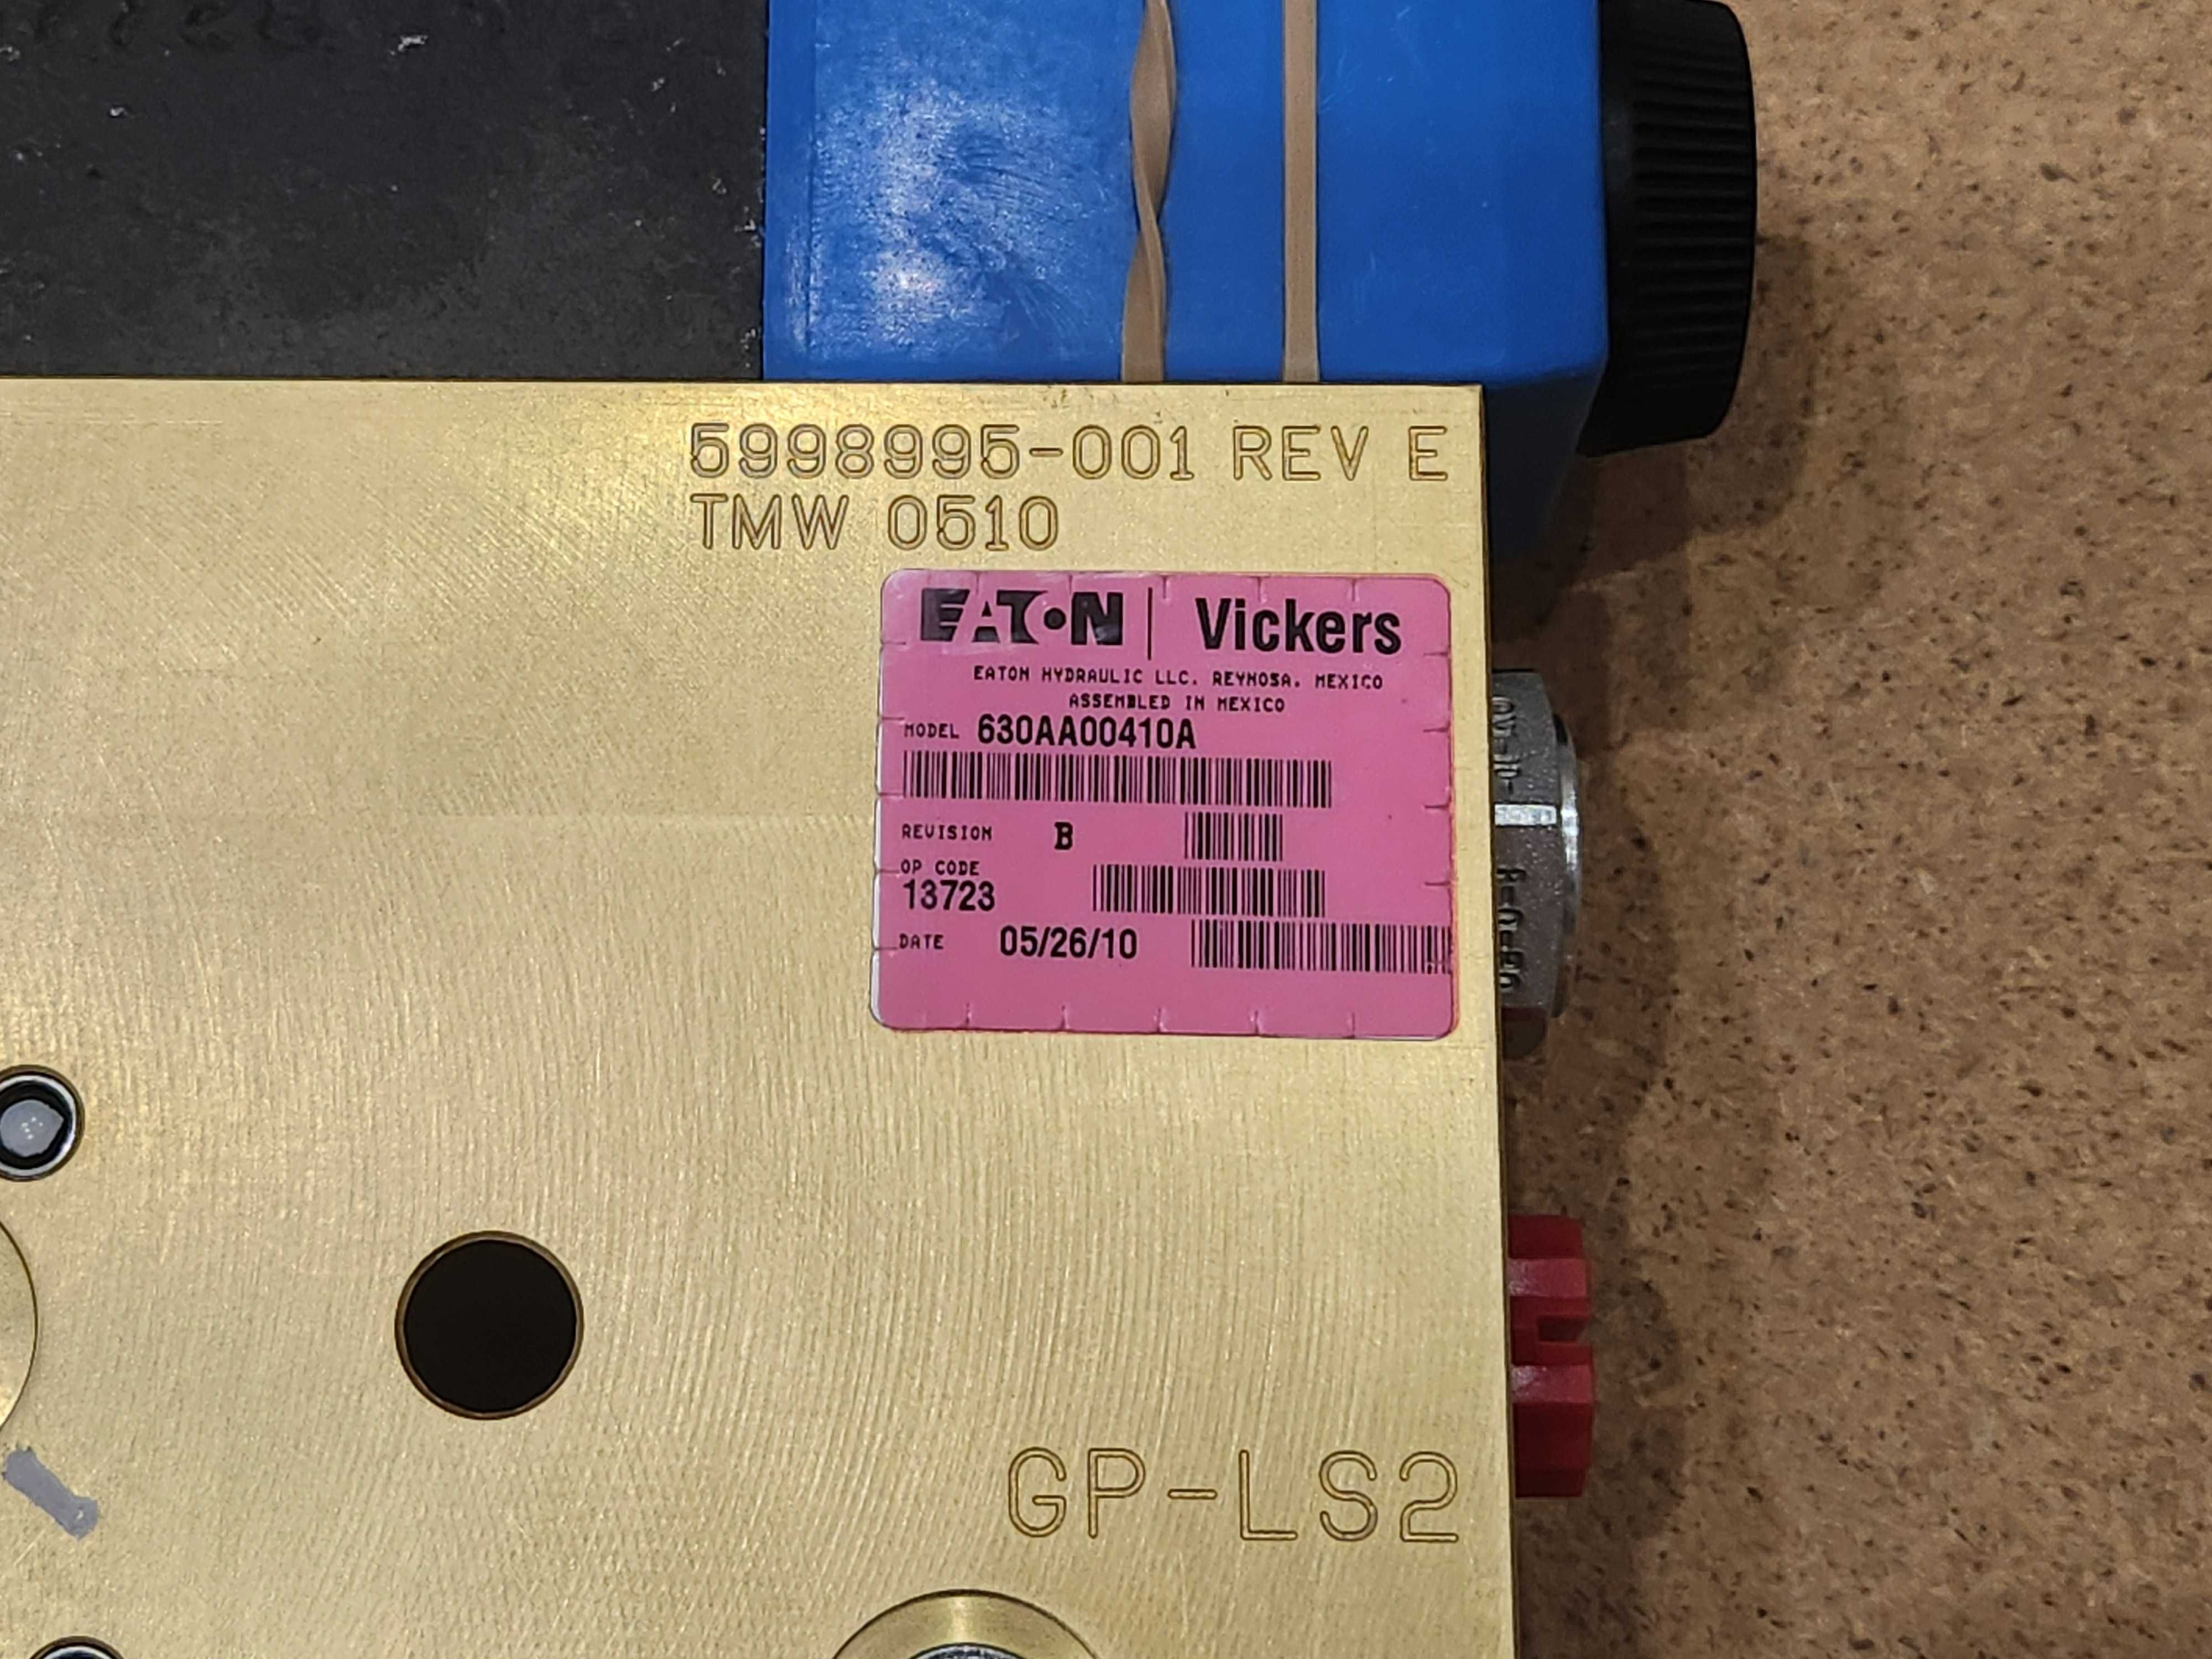 5998995-001 REV E
TMW 0510
EATON | Vickers
EATON HYDRAULIC LLC. REYNOSA. MEXICO
ASSEMBLED IN MEXICO
MODEL 630AA00410A
REVISION B
OP CODE
13723
DATE 05/26/10
GP-LS2